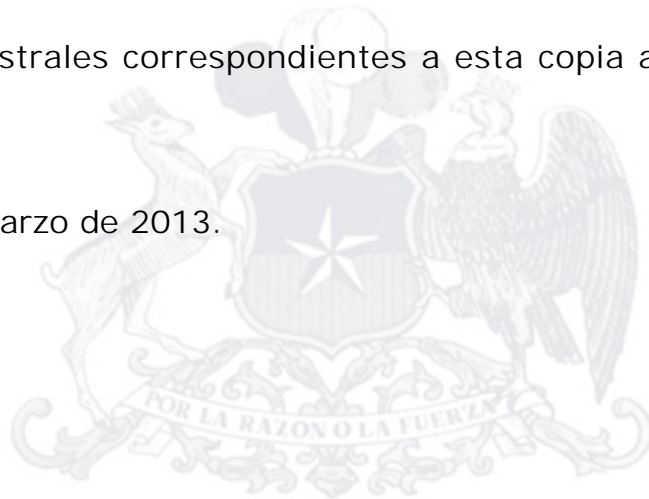 strales correspondientes a esta copia a
arzo de 2013.
POR LA RAZON O LA FUERZA